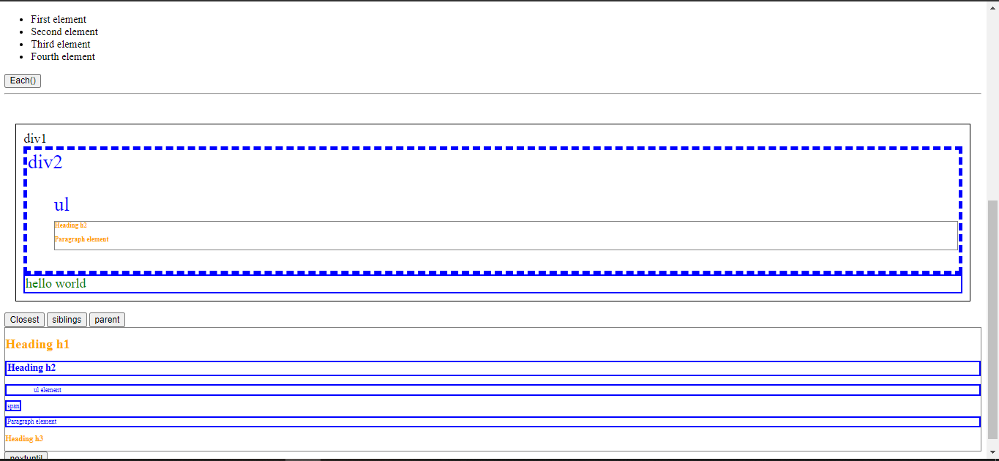 First element
Second element
Third element
Fourth element
Each()
div1
div2
ul
Heading h2
Paragraph element
hello world
Closest siblings parent
Heading h1
Heading h2
ul element
span
Paragraph element
Heading h3
nextuntil